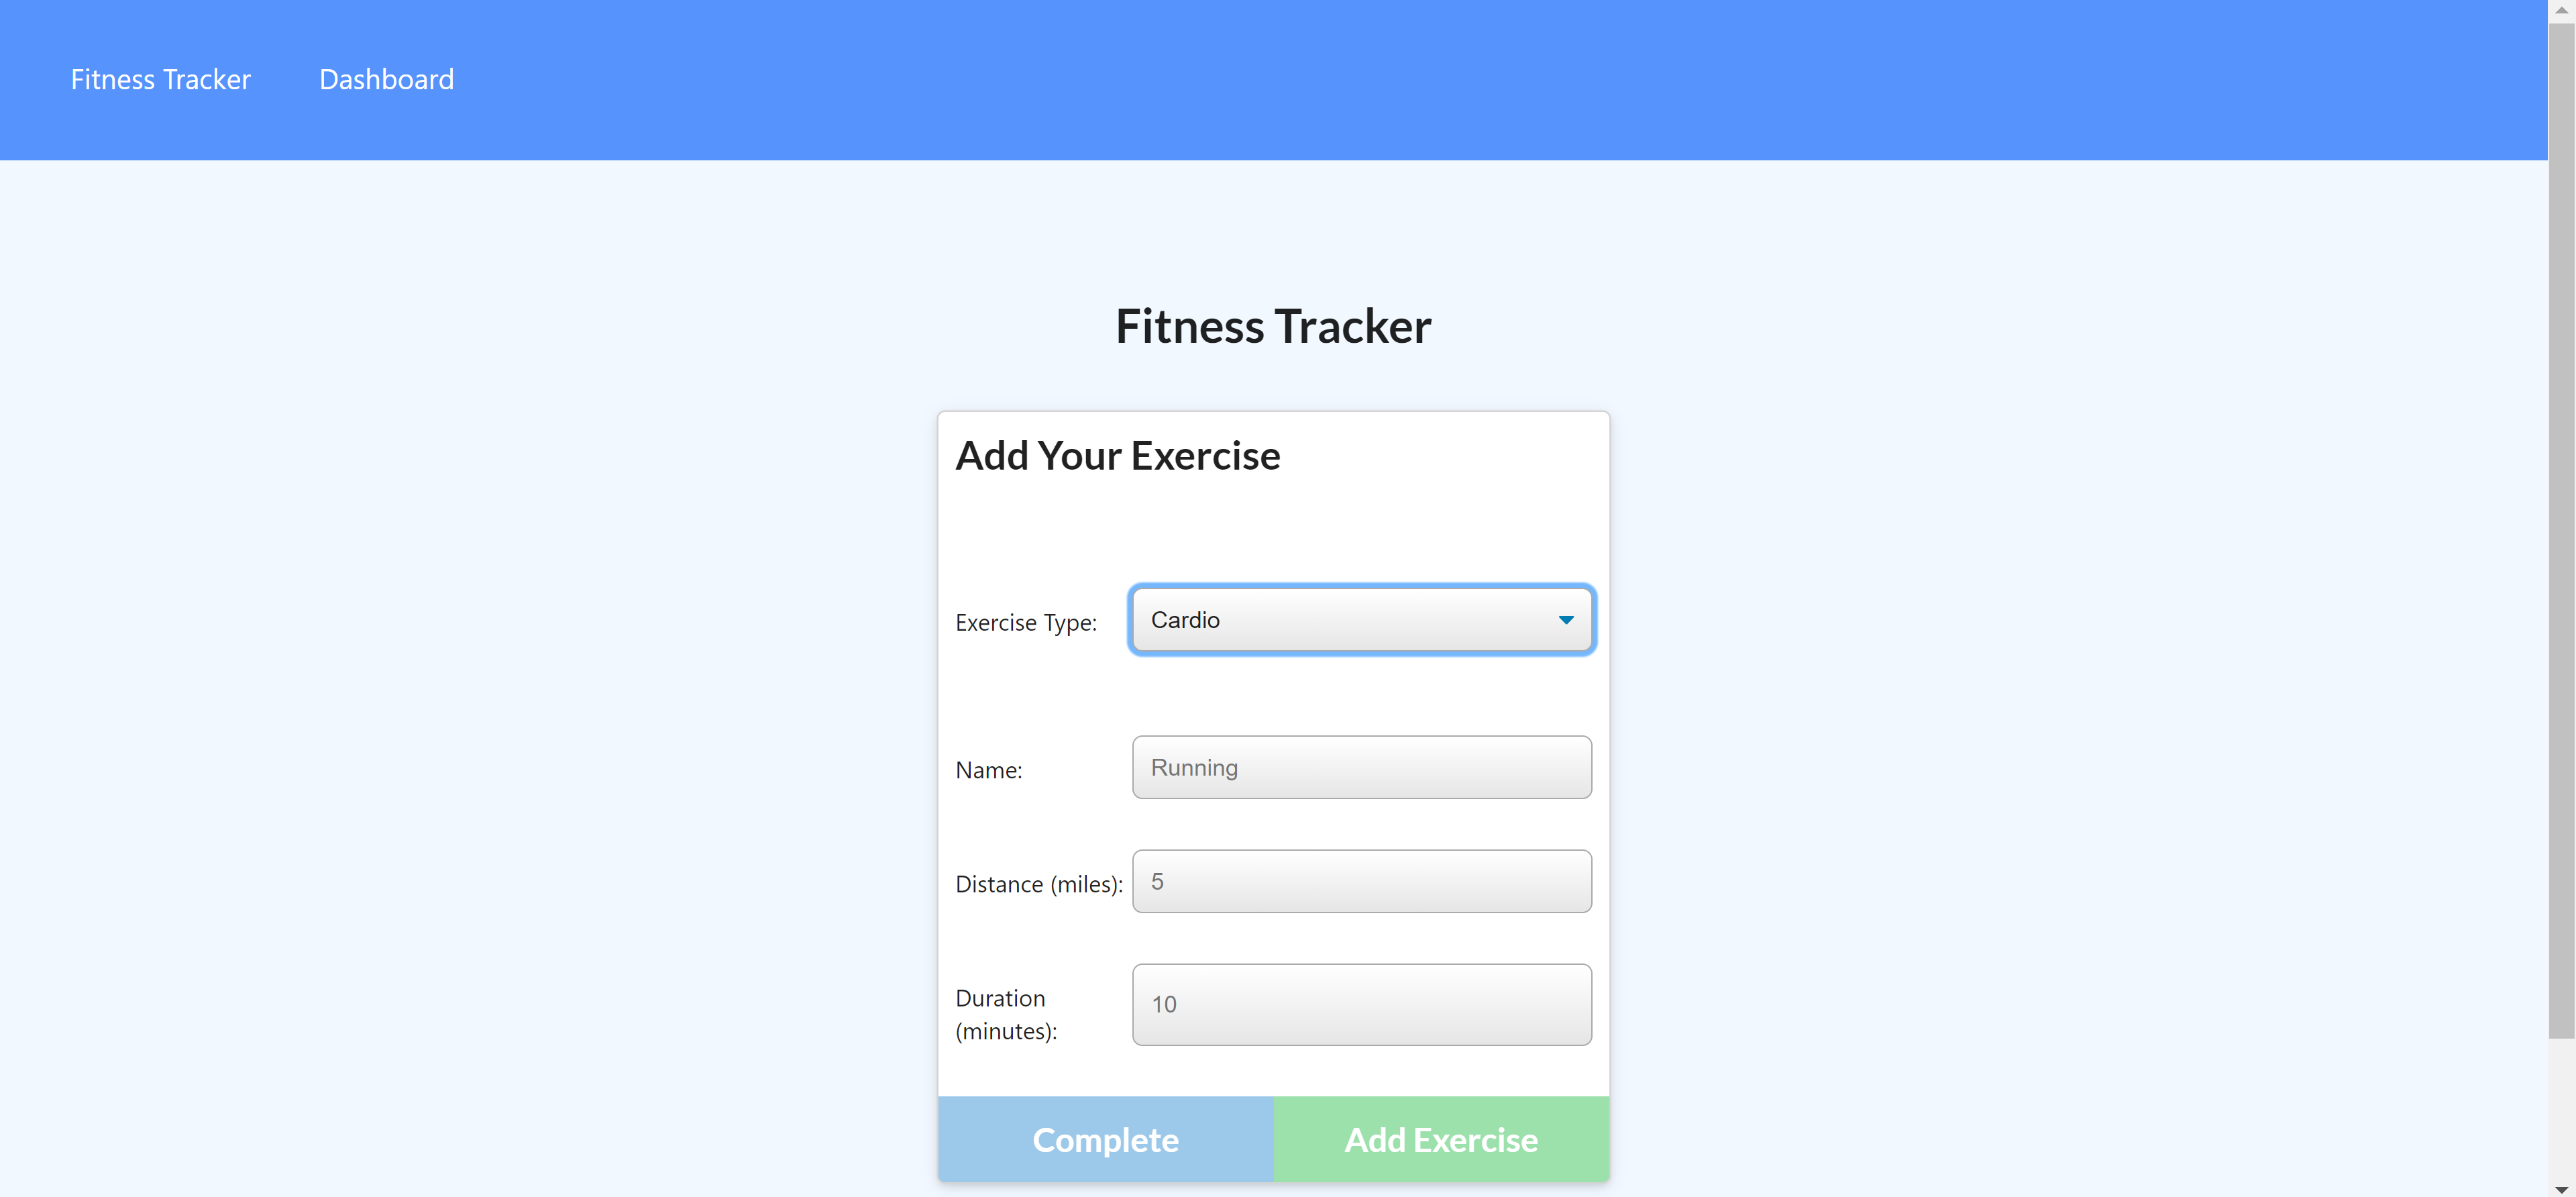 Fitness Tracker Dashboard
Fitness Tracker
Add Your Exercise
Exercise Type: Cardio
Name: Running
Distance (miles): 5
Duration (minutes): 10
Complete Add Exercise